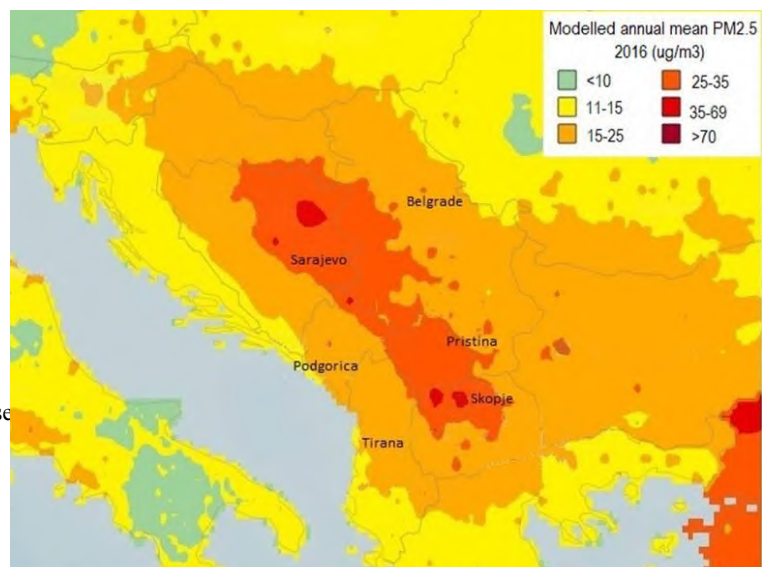 Modelled annual mean PM2.5
2016 (ug/m3)
<10
25-35
11-15
35-69
15-25
>70
Belgrade
Sarajevo
Pristina
Podgorica
Skopje
se
Tirana